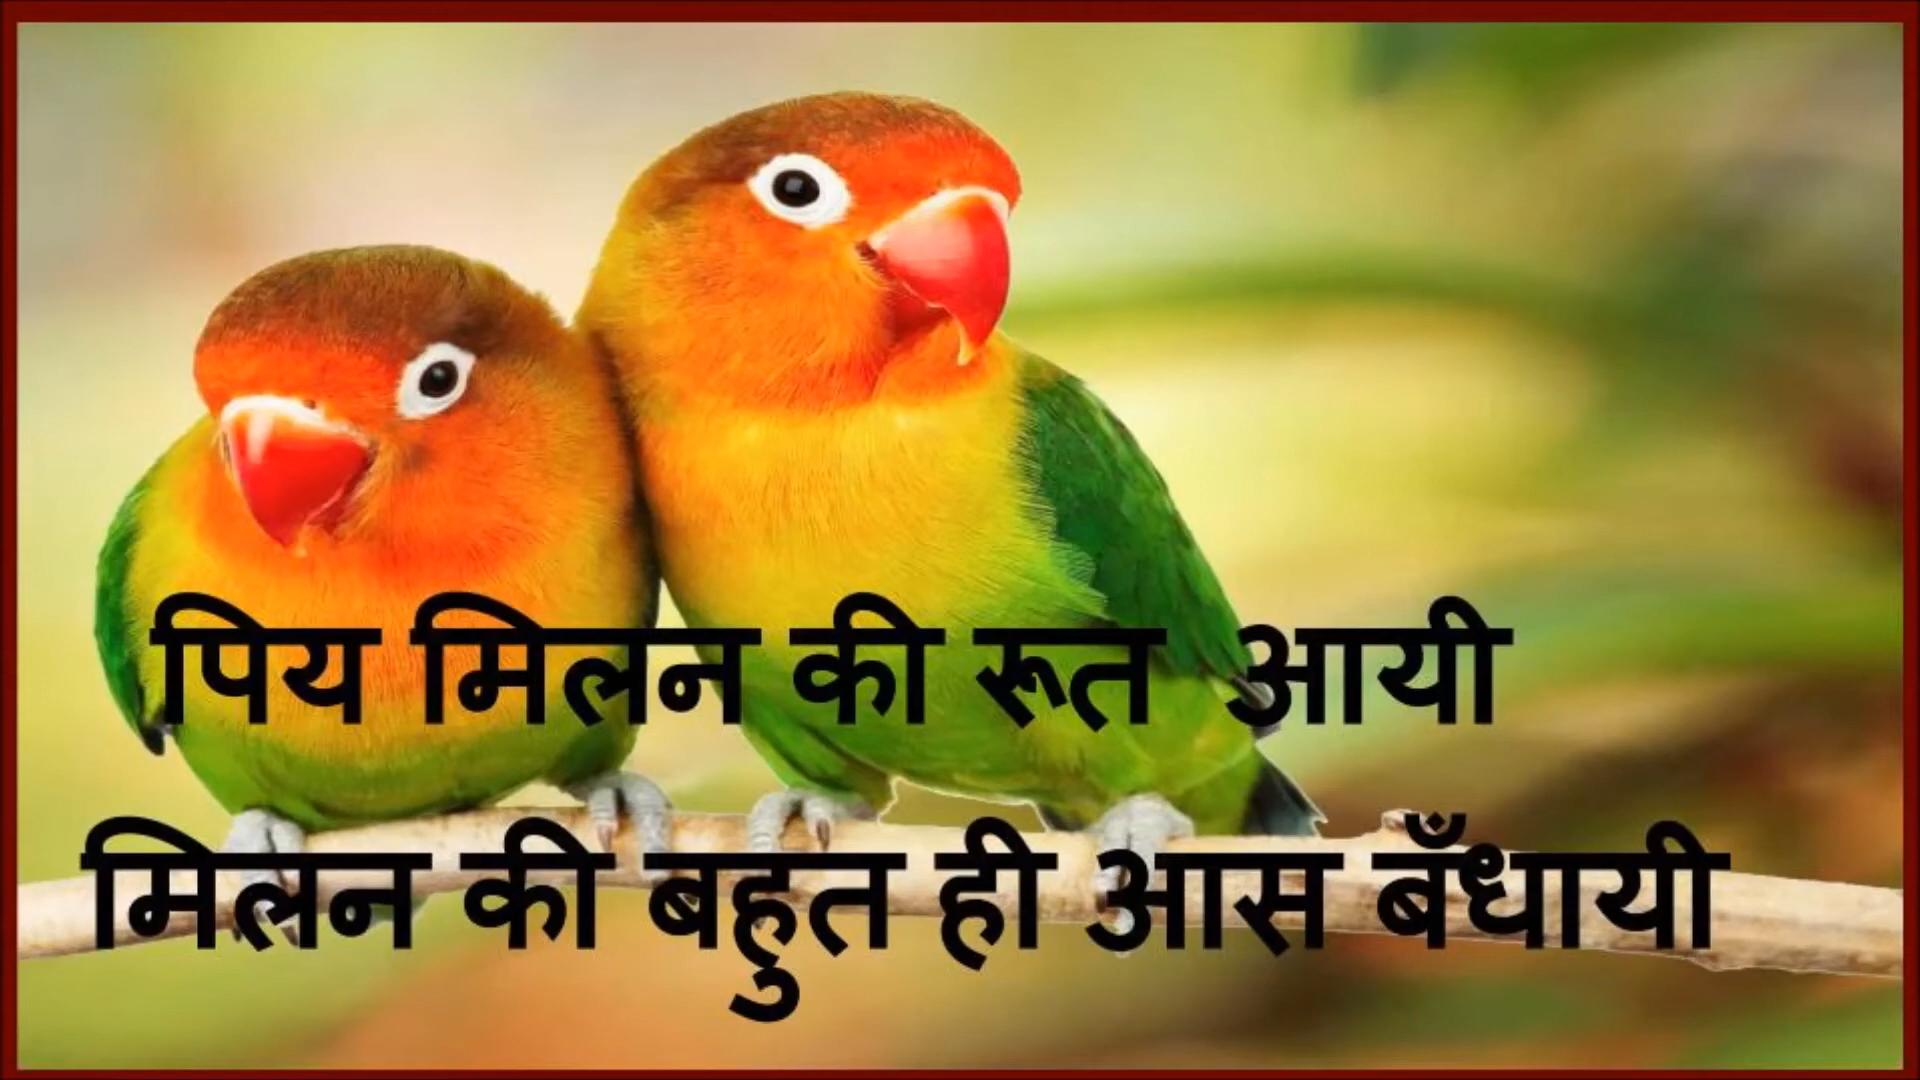 पिय मिलन की रूत आयी
मिलन की बहुत ही आस बँधायी